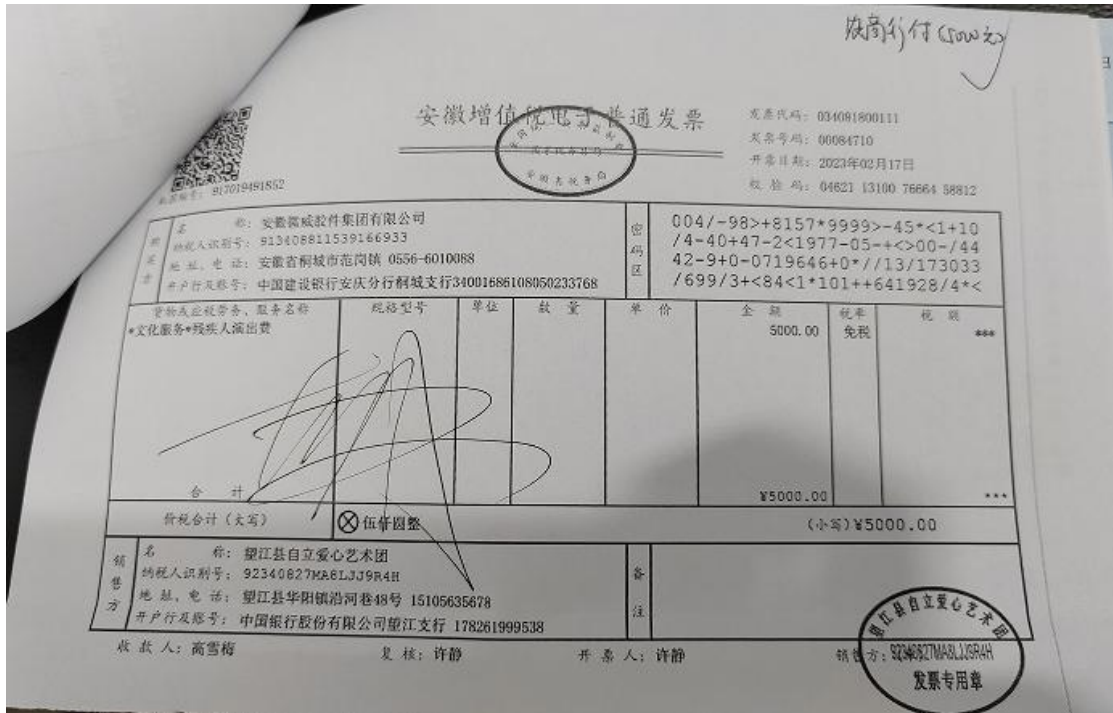 农商行付(5000元)
安徽增值税电子普通发票
发票代码: 034091800111
发票号码: 00084710
开票日期: 2023年02月17日
校 验 码: 04621 13100 76664 58812
机器编号: 917019491852
购买方
名 称: 安徽微威胶件集团有限公司
纳税人识别号: 913408811539166933
地 址、电 话: 安徽省桐城市范岗镇 0556-6010088
开户行及账号: 中国建设银行安庆分行桐城支行34001686108050233768
密码区
004/-98>+8157*9999>-45*<1+10
/4-40+47-2<1977-05-+<>00-/44
42-9+0-0719646+0*//13/173033
/699/3+<84<1*101++641928/4*<
货物或应税劳务、服务名称 规格型号 单位 数 量 单 价 金 额 税率 税 额
*文化服务*残疾人演出费 5000.00 免税 ***
合 计 ¥5000.00 ***
价税合计(大写) ⊗伍仟圆整 (小写)¥5000.00
销售方
名 称: 望江县自立爱心艺术团
纳税人识别号: 92340827MA8LJJ9R4H
地 址、电 话: 望江县华阳镇沿河巷48号 15105635678
开户行及账号: 中国银行股份有限公司望江支行 178261999538
备注
收 款 人: 高雪梅 复 核: 许静 开 票 人: 许静 销售方:
望江县自立爱心艺术团
92340827MA8LJJ9R4H
发票专用章